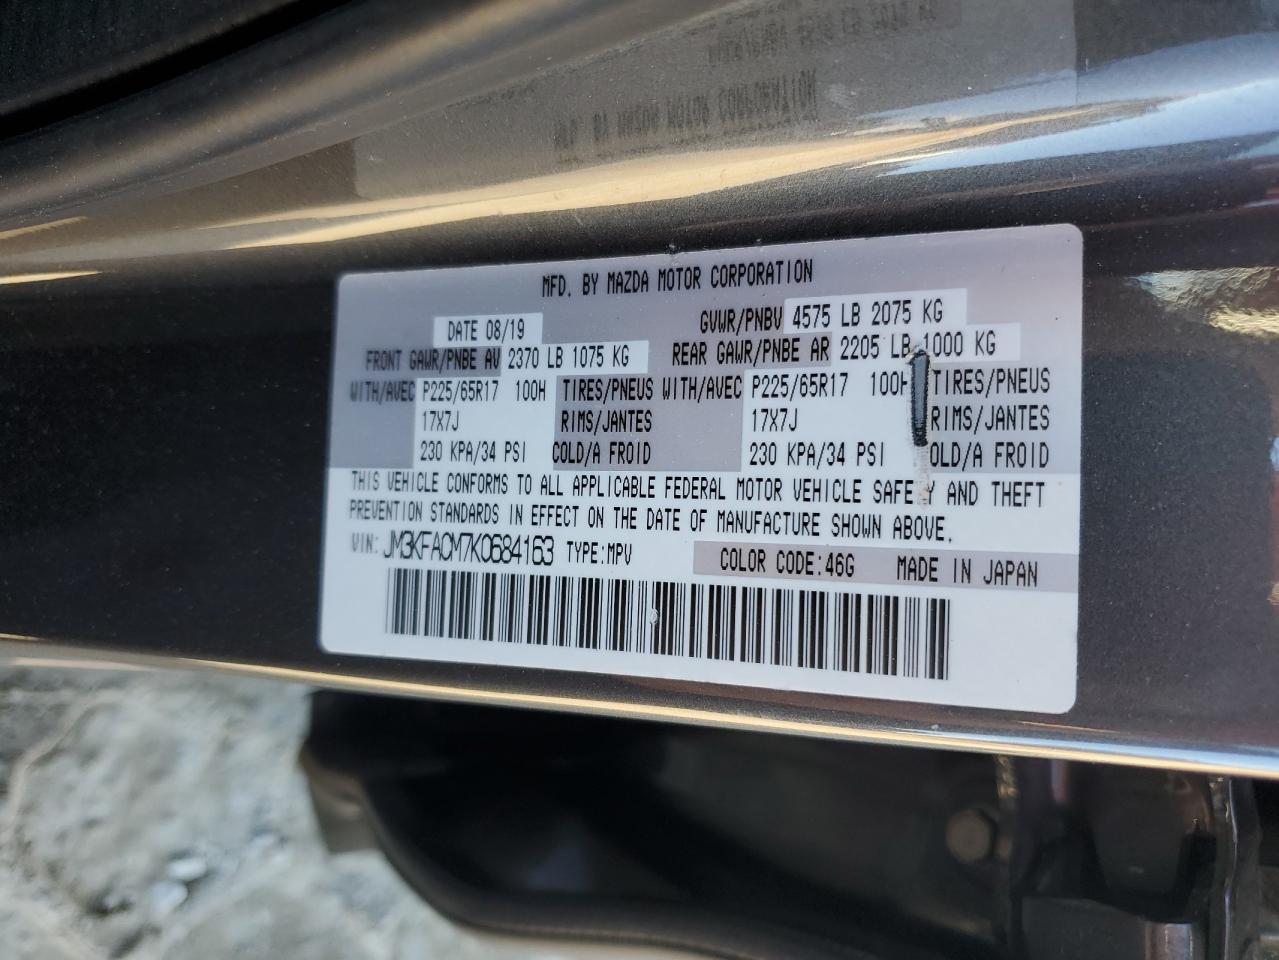 MFD. BY MAZDA MOTOR CORPORATION
DATE 08/19 GVWR/PNBV 4575 LB 2075 KG
FRONT GAWR/PNBE AV 2370 LB 1075 KG REAR GAWR/PNBE AR 2205 LB 1000 KG
WITH/AVEC P225/65R17 100H TIRES/PNEUS WITH/AVEC P225/65R17 100H TIRES/PNEUS
17X7J RIMS/JANTES 17X7J RIMS/JANTES
230 KPA/34 PSI COLD/A FROID 230 KPA/34 PSI OLD/A FROID
THIS VEHICLE CONFORMS TO ALL APPLICABLE FEDERAL MOTOR VEHICLE SAFETY AND THEFT
PREVENTION STANDARDS IN EFFECT ON THE DATE OF MANUFACTURE SHOWN ABOVE.
VIN: JM3KFACM7K0684163 TYPE:MPV COLOR CODE:46G MADE IN JAPAN